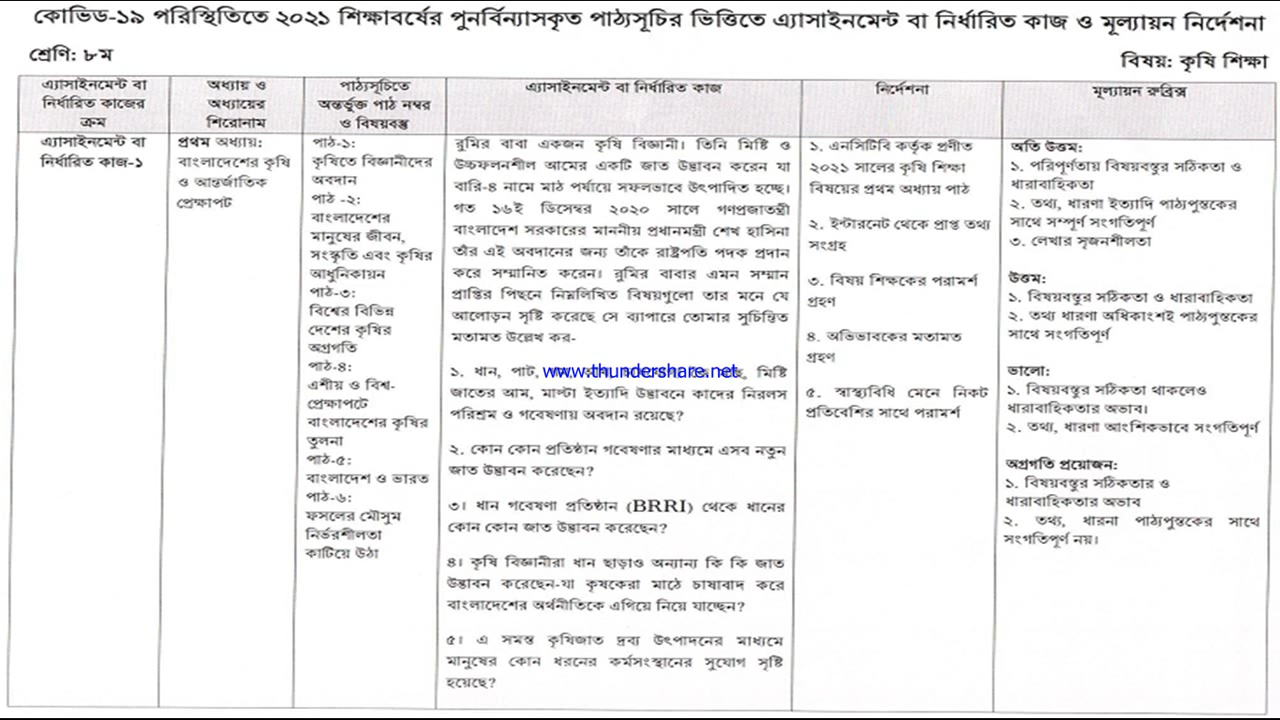 কোভিড-১৯ পরিস্থিতিতে ২০২১ শিক্ষাবর্ষের পুনর্বিন্যাসকৃত পাঠ্যসূচির ভিত্তিতে এ্যাসাইনমেন্ট বা নির্ধারিত কাজ ও মূল্যায়ন নির্দেশনা
শ্রেণি: ৮ম
বিষয়: কৃষি শিক্ষা
এ্যাসাইনমেন্ট বা
নির্ধারিত কাজের
ক্রম
অধ্যায় ও
অধ্যায়ের
শিরোনাম
পাঠ্যসূচিতে
অন্তর্ভুক্ত পাঠ নম্বর
ও বিষয়বস্তু
এ্যাসাইনমেন্ট বা নির্ধারিত কাজ
নির্দেশনা
মূল্যায়ন রুব্রিক্স
এ্যাসাইনমেন্ট বা
নির্ধারিত কাজ-১
প্রথম অধ্যায়:
বাংলাদেশের কৃষি
ও আন্তর্জাতিক
প্রেক্ষাপট
পাঠ-১:
কৃষিতে বিজ্ঞানীদের
অবদান
পাঠ -২:
বাংলাদেশের
মানুষের জীবন,
সংস্কৃতি এবং কৃষির
আধুনিকায়ন
পাঠ-৩:
বিশ্বের বিভিন্ন
দেশের কৃষির
অগ্রগতি
পাঠ-৪:
এশীয় ও বিশ্ব-
প্রেক্ষাপটে
বাংলাদেশের কৃষির
তুলনা
পাঠ-৫:
বাংলাদেশ ও ভারত
পাঠ-৬:
ফসলের মৌসুম
নির্ভরশীলতা
কাটিয়ে উঠা
রুমির বাবা একজন কৃষি বিজ্ঞানী। তিনি মিষ্টি ও
উচ্চফলনশীল আমের একটি জাত উদ্ভাবন করেন যা
বারি-৪ নামে মাঠ পর্যায়ে সফলভাবে উৎপাদিত হচ্ছে।
গত ১৬ই ডিসেম্বর ২০২০ সালে গণপ্রজাতন্ত্রী
বাংলাদেশ সরকারের মাননীয় প্রধানমন্ত্রী শেখ হাসিনা
তাঁর এই অবদানের জন্য তাঁকে রাষ্ট্রপতি পদক প্রদান
করে সম্মানিত করেন। রুমির বাবার এমন সম্মান
প্রাপ্তির পিছনে নিম্নলিখিত বিষয়গুলো তার মনে যে
আলোড়ন সৃষ্টি করেছে সে ব্যাপারে তোমার সুচিন্তিত
মতামত উল্লেখ কর-
১. ধান, পাট, www.thundershare.net মিষ্টি
জাতের আম, মাল্টা ইত্যাদি উদ্ভাবনে কাদের নিরলস
পরিশ্রম ও গবেষণায় অবদান রয়েছে?
২. কোন কোন প্রতিষ্ঠান গবেষণার মাধ্যমে এসব নতুন
জাত উদ্ভাবন করেছেন?
৩। ধান গবেষণা প্রতিষ্ঠান (BRRI) থেকে ধানের
কোন কোন জাত উদ্ভাবন করেছেন?
৪। কৃষি বিজ্ঞানীরা ধান ছাড়াও অন্যান্য কি কি জাত
উদ্ভাবন করেছেন-যা কৃষকেরা মাঠে চাষাবাদ করে
বাংলাদেশের অর্থনীতিকে এগিয়ে নিয়ে যাচ্ছেন?
৫। এ সমস্ত কৃষিজাত দ্রব্য উৎপাদনের মাধ্যমে
মানুষের কোন ধরনের কর্মসংস্থানের সুযোগ সৃষ্টি
হয়েছে?
১. এনসিটিবি কর্তৃক প্রণীত
২০২১ সালের কৃষি শিক্ষা
বিষয়ের প্রথম অধ্যায় পাঠ
২. ইন্টারনেট থেকে প্রাপ্ত তথ্য
সংগ্রহ
৩. বিষয় শিক্ষকের পরামর্শ
গ্রহণ
৪. অভিভাবকের মতামত
গ্রহণ
৫. স্বাস্থ্যবিধি মেনে নিকট
প্রতিবেশির সাথে পরামর্শ
অতি উত্তম:
১. পরিপূর্ণতায় বিষয়বস্তুর সঠিকতা ও
ধারাবাহিকতা
২. তথ্য, ধারণা ইত্যাদি পাঠ্যপুস্তকের
সাথে সম্পূর্ণ সংগতিপূর্ণ
৩. লেখার সৃজনশীলতা
উত্তম:
১. বিষয়বস্তুর সঠিকতা ও ধারাবাহিকতা
২. তথ্য ধারণা অধিকাংশই পাঠ্যপুস্তকের
সাথে সংগতিপূর্ণ
ভালো:
১. বিষয়বস্তুর সঠিকতা থাকলেও
ধারাবাহিকতার অভাব।
২. তথ্য, ধারণা আংশিকভাবে সংগতিপূর্ণ
অগ্রগতি প্রয়োজন:
১. বিষয়বস্তুর সঠিকতার ও
ধারাবাহিকতার অভাব
২. তথ্য, ধারনা পাঠ্যপুস্তকের সাথে
সংগতিপূর্ণ নয়।